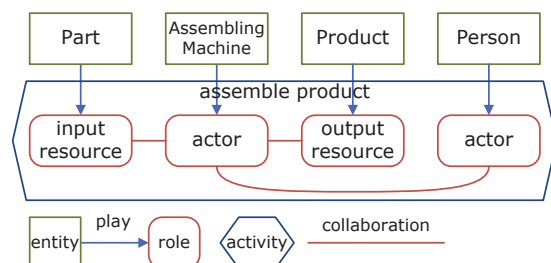 Part
Assembling
Machine
Product
Person
assemble product
input
resource
actor
output
resource
actor
entity
play
role
activity
collaboration